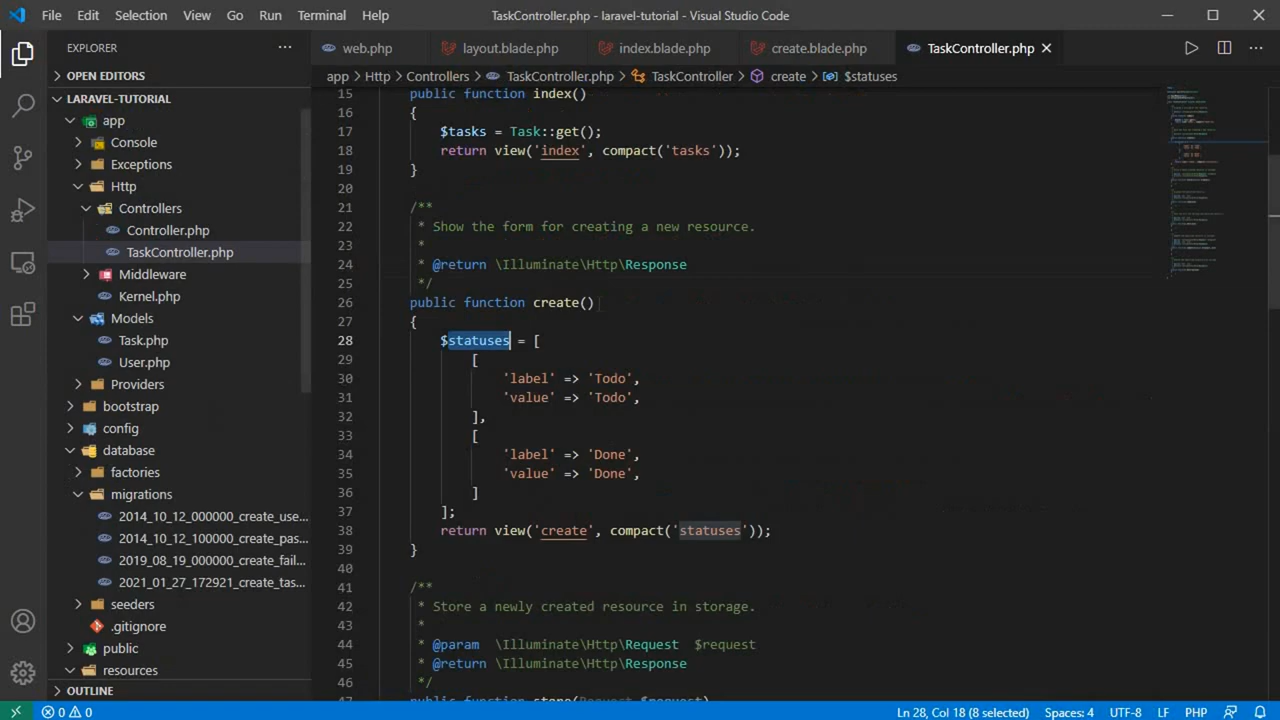 File Edit Selection View Go Run Terminal Help TaskController.php - laravel-tutorial - Visual Studio Code
EXPLORER
web.php layout.blade.php index.blade.php create.blade.php TaskController.php
OPEN EDITORS
app > Http > Controllers > TaskController.php > TaskController > create > $statuses
LARAVEL-TUTORIAL
app
Console
Exceptions
Http
Controllers
Controller.php
TaskController.php
Middleware
Kernel.php
Models
Task.php
User.php
Providers
bootstrap
config
database
factories
migrations
2014_10_12_000000_create_use...
2014_10_12_100000_create_pas...
2019_08_19_000000_create_fail...
2021_01_27_172921_create_tas...
seeders
.gitignore
public
resources
OUTLINE
15 public function index()
16 {
17 $tasks = Task::get();
18 return view('index', compact('tasks'));
19 }
20
21 /**
22 * Show the form for creating a new resource.
23 *
24 * @return \Illuminate\Http\Response
25 */
26 public function create()
27 {
28 $statuses = [
29 [
30 'label' => 'Todo',
31 'value' => 'Todo',
32 ],
33 [
34 'label' => 'Done',
35 'value' => 'Done',
36 ]
37 ];
38 return view('create', compact('statuses'));
39 }
40
41 /**
42 * Store a newly created resource in storage.
43 *
44 * @param \Illuminate\Http\Request $request
45 * @return \Illuminate\Http\Response
46 */
47 public function store(Request $request)
0 0 Ln 28, Col 18 (8 selected) Spaces: 4 UTF-8 LF PHP